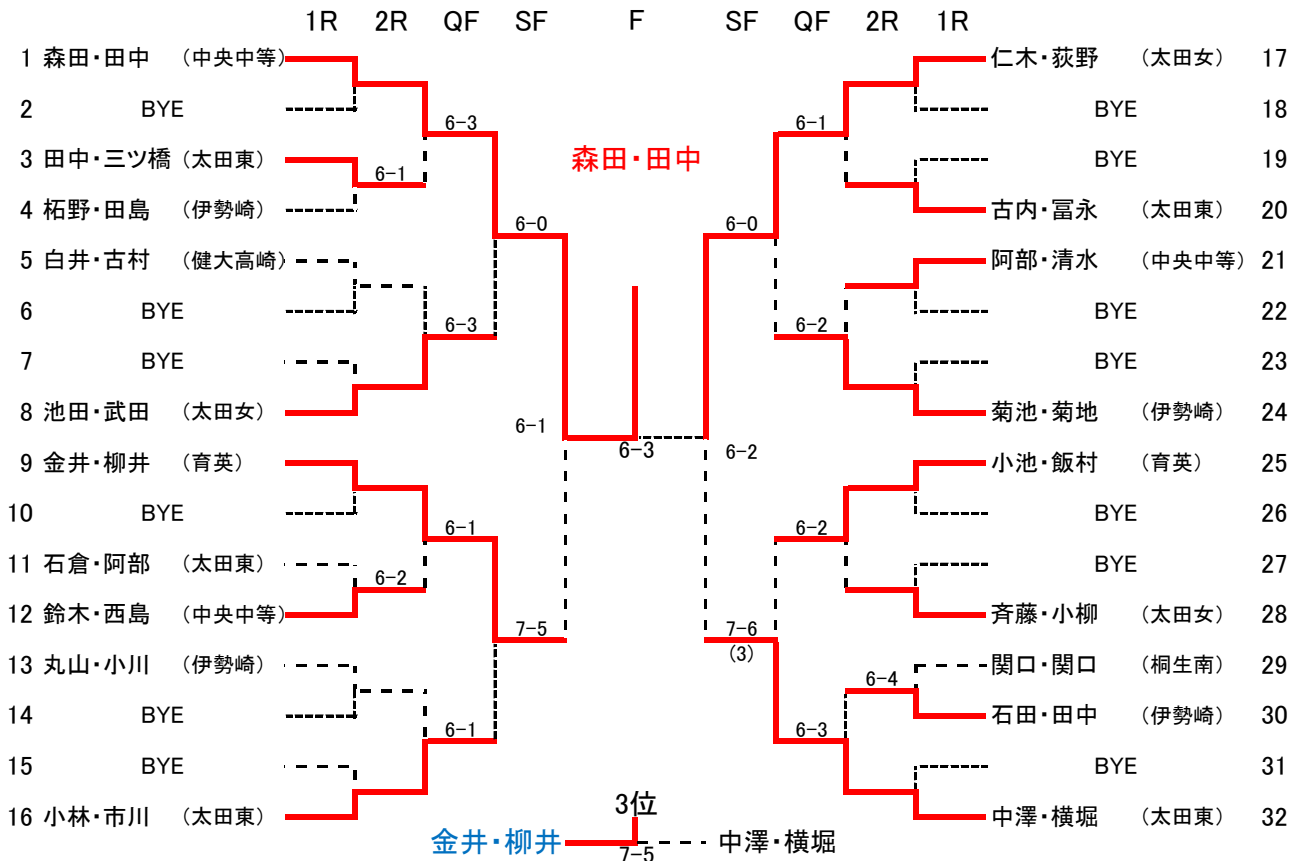 1R 2R QF SF F SF QF 2R 1R
1 森田・田中 (中央中等) 仁木・荻野 (太田女) 17
2 BYE BYE 18
6-3 6-1
3 田中・三ツ橋 (太田東) 森田・田中 BYE 19
6-1
4 柘野・田島 (伊勢崎) 古内・冨永 (太田東) 20
6-0 6-0
5 白井・古村 (健大高崎) 阿部・清水 (中央中等) 21
6 BYE BYE 22
6-3 6-2
7 BYE BYE 23
8 池田・武田 (太田女) 菊池・菊地 (伊勢崎) 24
6-1 6-3 6-2
9 金井・柳井 (育英) 小池・飯村 (育英) 25
10 BYE BYE 26
6-1 6-2
11 石倉・阿部 (太田東) BYE 27
6-2
12 鈴木・西島 (中央中等) 斉藤・小柳 (太田女) 28
7-5 7-6
(3)
13 丸山・小川 (伊勢崎) 関口・関口 (桐生南) 29
6-4
14 BYE 石田・田中 (伊勢崎) 30
6-1 6-3
15 BYE BYE 31
16 小林・市川 (太田東) 中澤・横堀 (太田東) 32
3位
金井・柳井 中澤・横堀
7-5